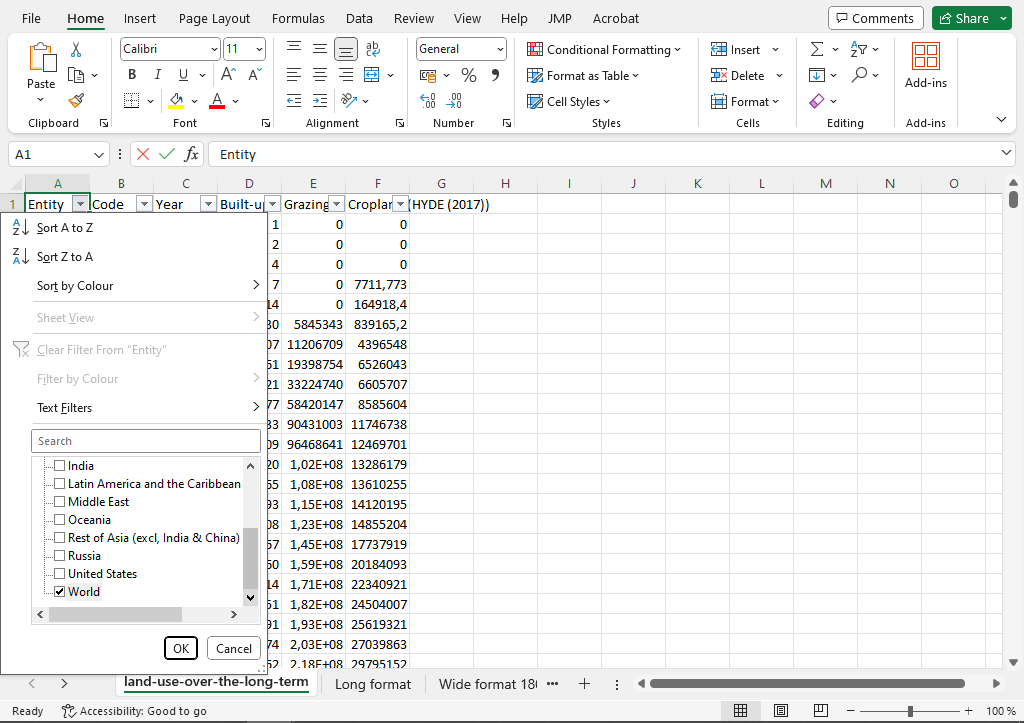 File Home Insert Page Layout Formulas Data Review View Help JMP Acrobat Comments Share
Calibri 11 ab General Conditional Formatting Insert Σ
Paste B I U A A % Format as Table Delete Add-ins
A Cell Styles Format
Clipboard Font Alignment Number Styles Cells Editing Add-ins
A1 fx Entity
A B C D E F G H I J K L M N O
1 Entity Code Year Built-up Grazing Croplan (HYDE (2017))
Sort A to Z 1 0 0
2 0 0
Sort Z to A 4 0 0
Sort by Colour 7 0 7711,773
14 0 164918,4
Sheet View 30 5845343 839165,2
Clear Filter From "Entity" 07 11206709 4396548
51 19398754 6526043
Filter by Colour 21 33224740 6605707
Text Filters 77 58420147 8585604
33 90431003 11746738
Search 09 96468641 12469701
India 20 1,02E+08 13286179
Latin America and the Caribbean 55 1,08E+08 13610255
Middle East 93 1,15E+08 14120195
Oceania 08 1,23E+08 14855204
Rest of Asia (excl, India & China) 57 1,45E+08 17737919
Russia 50 1,59E+08 20184093
United States 14 1,71E+08 22340921
World 51 1,82E+08 24504007
91 1,93E+08 25619321
OK Cancel 74 2,03E+08 27039863
52 2,18E+08 29795152
land-use-over-the-long-term Long format Wide format 18
Ready Accessibility: Good to go 100 %